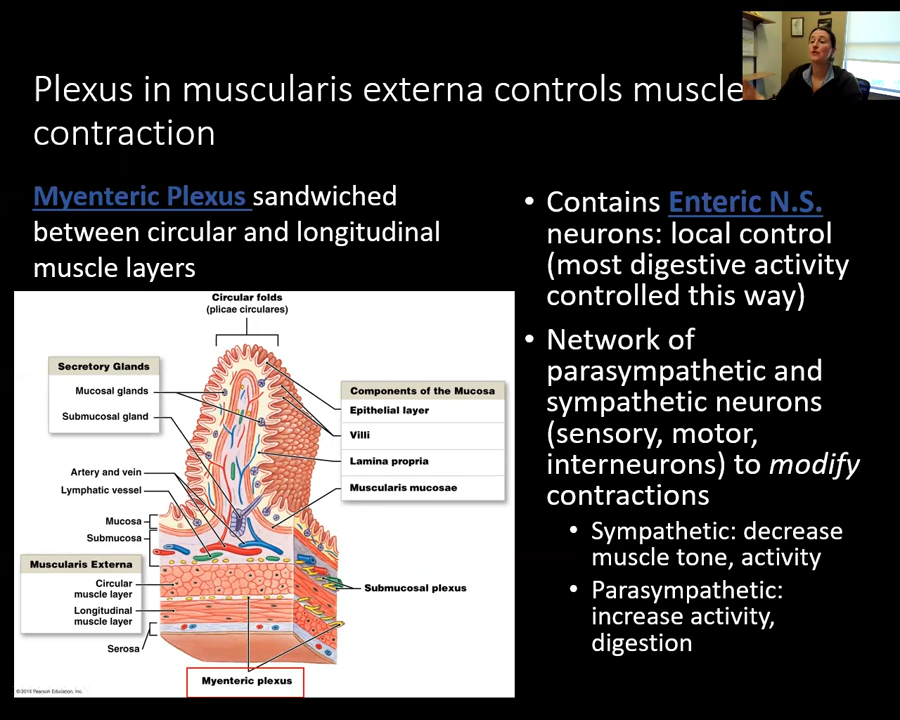 Plexus in muscularis externa controls muscle
contraction
Myenteric Plexus sandwiched
between circular and longitudinal
muscle layers
Circular folds
(plicae circulares)
Secretory Glands
Mucosal glands
Submucosal gland
Artery and vein
Lymphatic vessel
Mucosa
Submucosa
Muscularis Externa
Circular
muscle layer
Longitudinal
muscle layer
Serosa
Components of the Mucosa
Epithelial layer
Villi
Lamina propria
Muscularis mucosae
Submucosal plexus
Myenteric plexus
© 2015 Pearson Education, Inc.
• Contains Enteric N.S.
neurons: local control
(most digestive activity
controlled this way)
• Network of
parasympathetic and
sympathetic neurons
(sensory, motor,
interneurons) to modify
contractions
• Sympathetic: decrease
muscle tone, activity
• Parasympathetic:
increase activity,
digestion